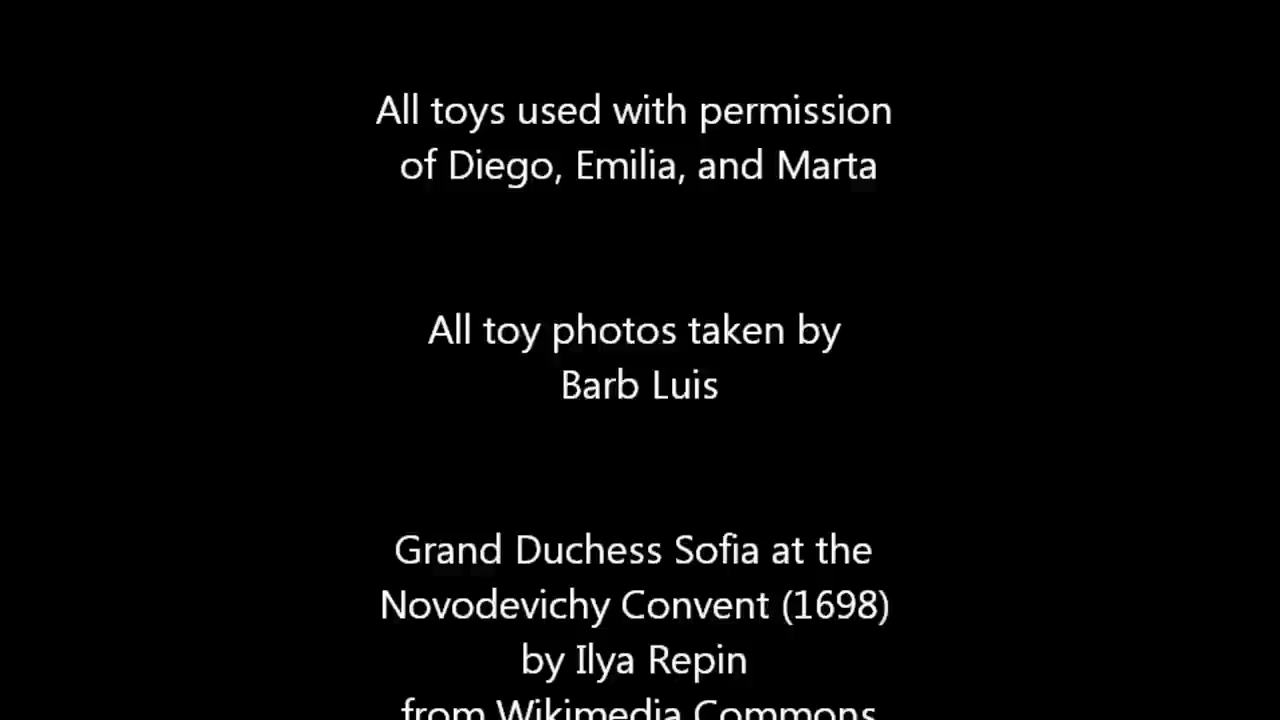 All toys used with permission
of Diego, Emilia, and Marta
All toy photos taken by
Barb Luis
Grand Duchess Sofia at the
Novodevichy Convent (1698)
by Ilya Repin
from Wikimedia Commons